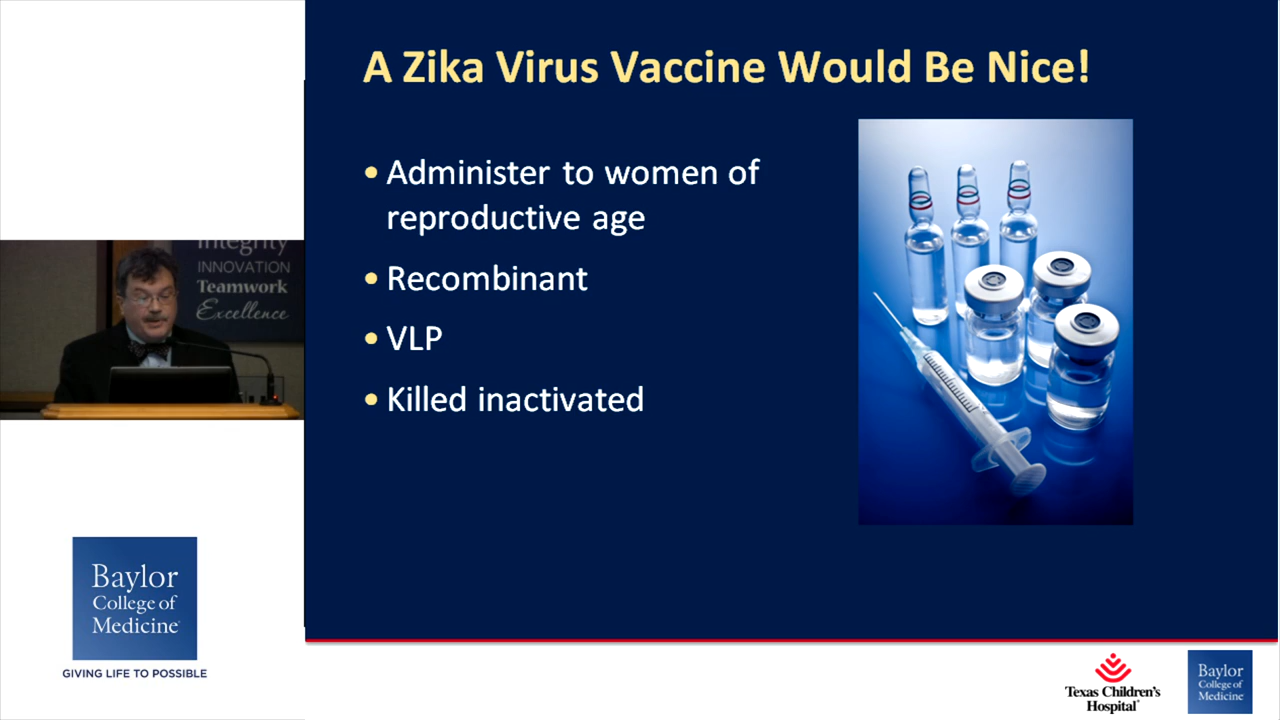 A Zika Virus Vaccine Would Be Nice!
• Administer to women of
reproductive age
• Recombinant
• VLP
• Killed inactivated
Integrity
INNOVATION
Teamwork
Excellence
Baylor
College of
Medicine
GIVING LIFE TO POSSIBLE
Texas Children's
Hospital
Baylor
College of
Medicine